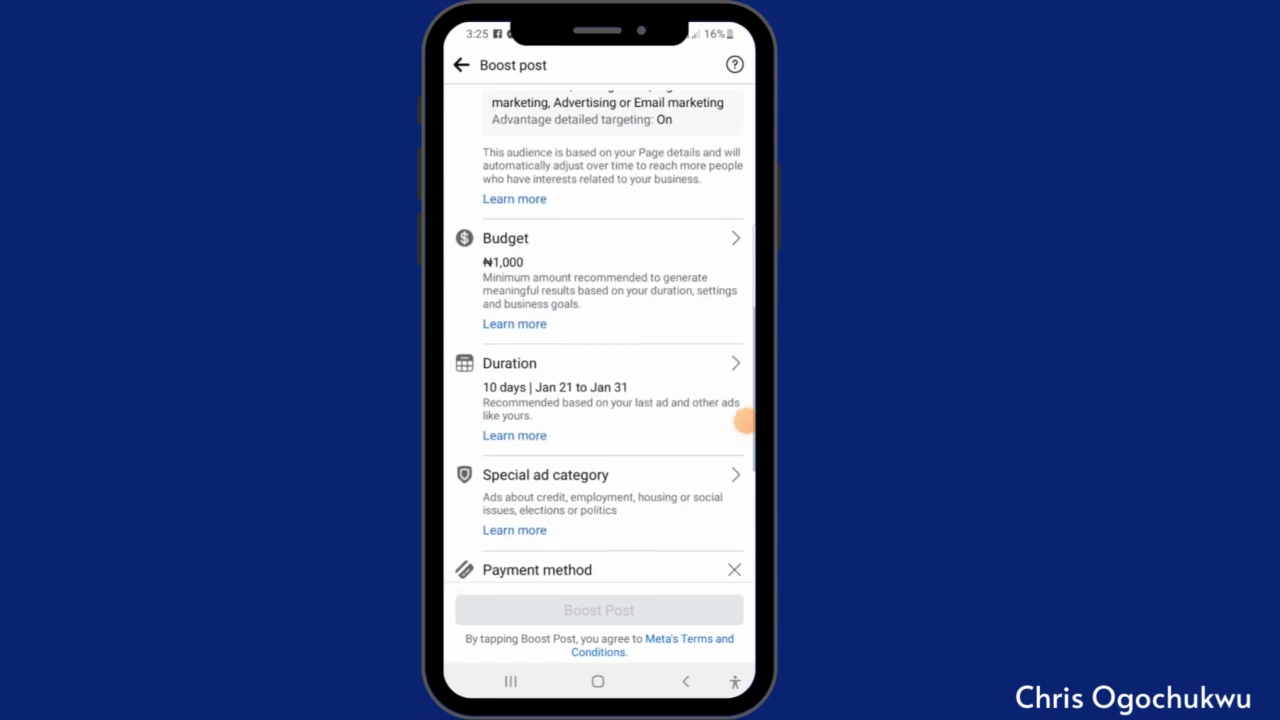 3:25
16%
Boost post
marketing, Advertising or Email marketing
Advantage detailed targeting: On
This audience is based on your Page details and will
automatically adjust over time to reach more people
who have interests related to your business.
Learn more
Budget
₦1,000
Minimum amount recommended to generate
meaningful results based on your duration, settings
and business goals.
Learn more
Duration
10 days | Jan 21 to Jan 31
Recommended based on your last ad and other ads
like yours.
Learn more
Special ad category
Ads about credit, employment, housing or social
issues, elections or politics
Learn more
Payment method
Boost Post
By tapping Boost Post, you agree to Meta's Terms and
Conditions.
Chris Ogochukwu